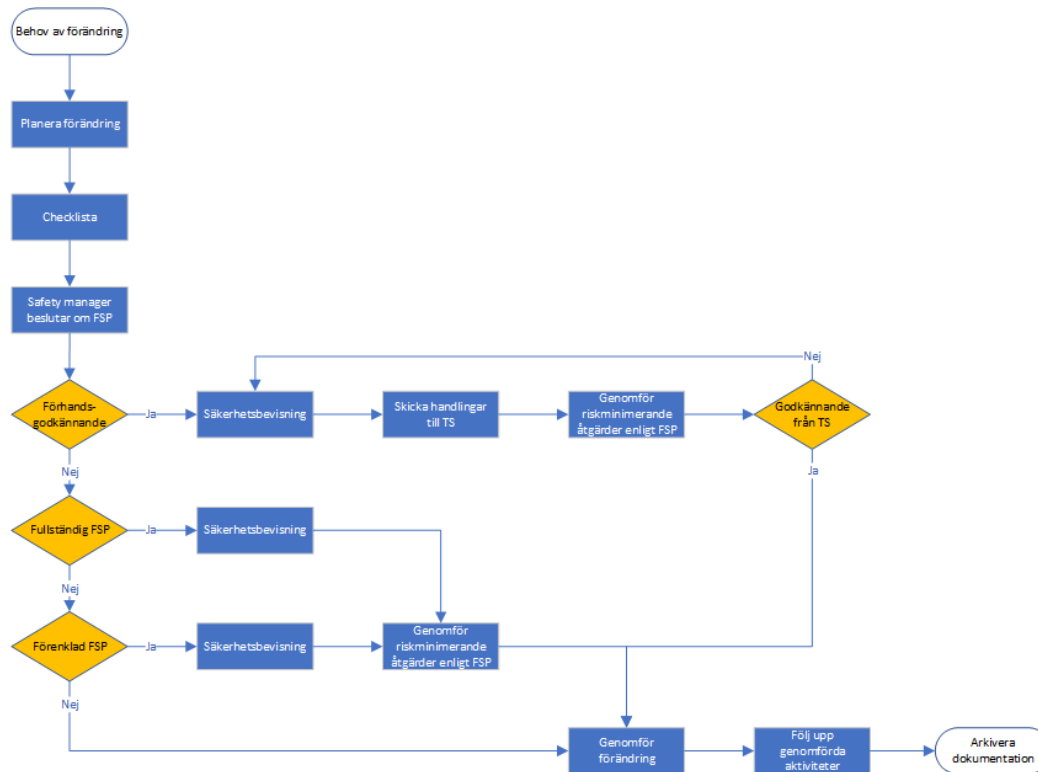 Behov av förändring
Planera förändring
Checklista
Safety manager
beslutar om FSP
Nej
Förhands-
godkännande
Ja
Säkerhetsbevisning
Skicka handlingar
till TS
Genomför
riskminimerande
åtgärder enligt FSP
Godkännande
från TS
Nej
Ja
Fullständig FSP
Ja
Säkerhetsbevisning
Nej
Förenklad FSP
Ja
Säkerhetsbevisning
Genomför
riskminimerande
åtgärder enligt FSP
Nej
Genomför
förändring
Följ upp
genomförda
aktiviteter
Arkivera
dokumentation